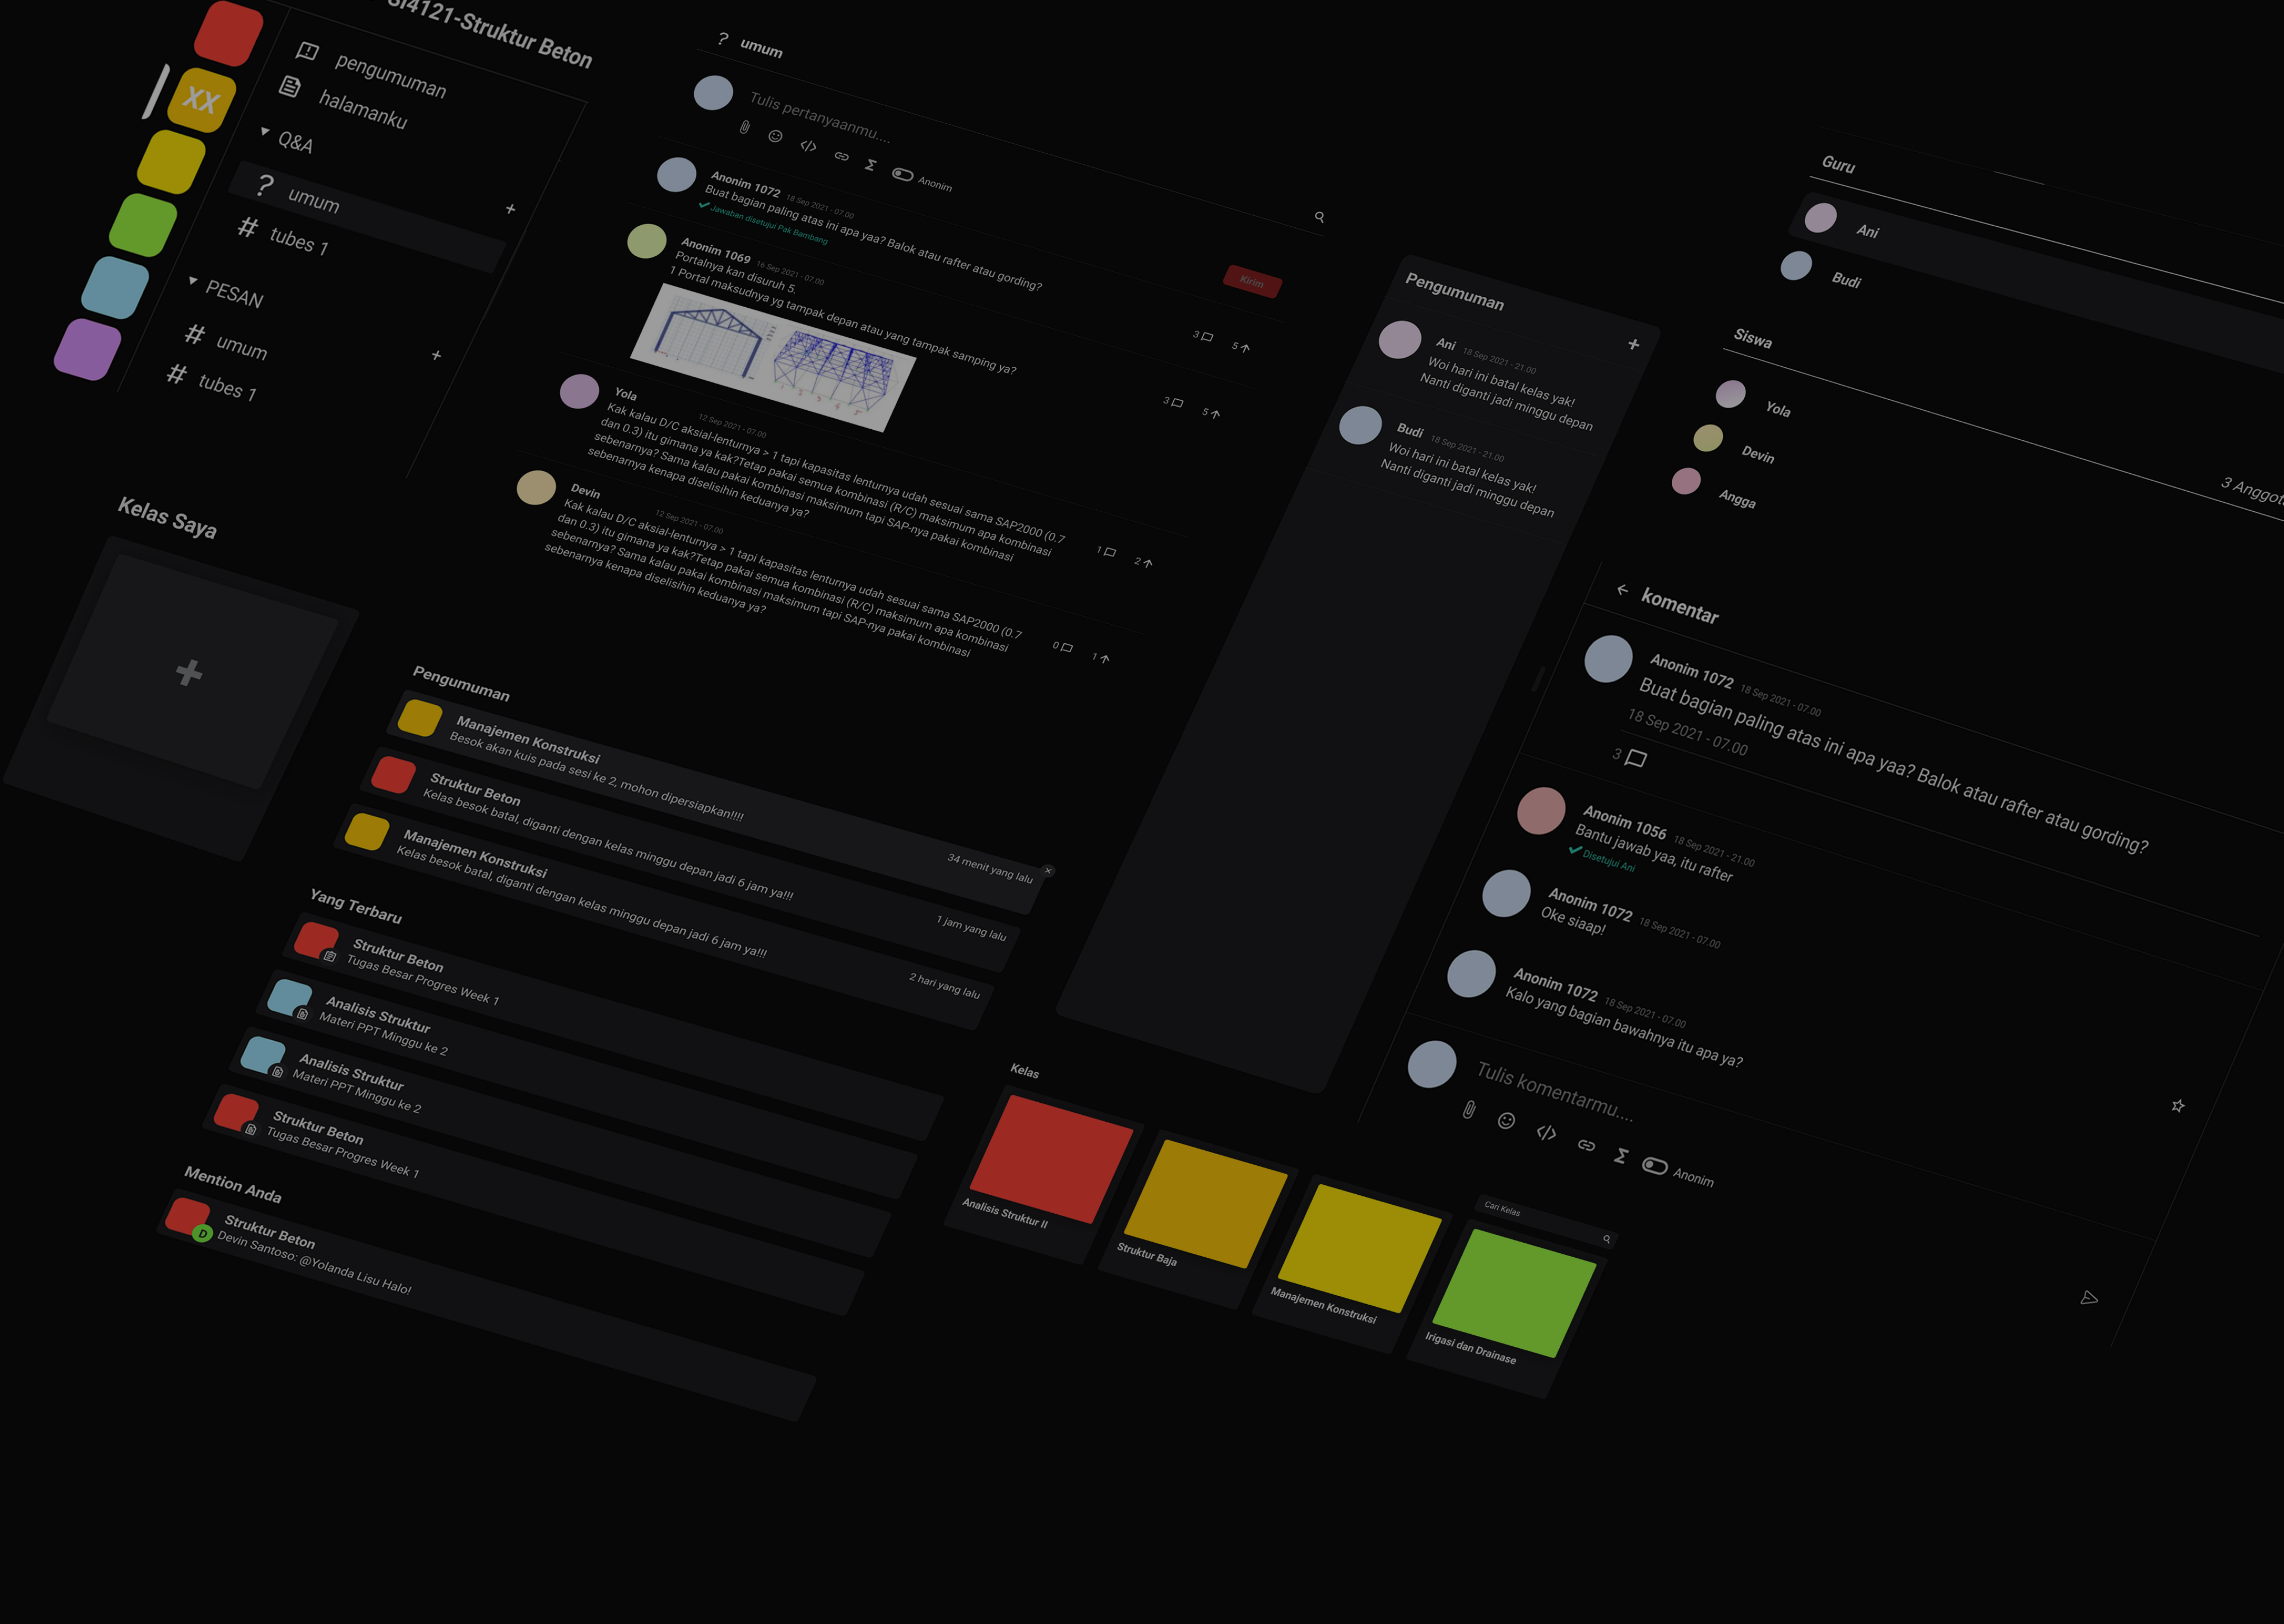 SI4121-Struktur Beton
XX
pengumuman
halamanku
Q&A
? umum
# tubes 1
PESAN
# umum
# tubes 1
? umum
Tulis pertanyaanmu....
Anonim
Kirim
Anonim 1072 18 Sep 2021 - 07.00
Buat bagian paling atas ini apa yaa? Balok atau rafter atau gording?
Jawaban disetujui Pak Bambang
3
5
Anonim 1069 16 Sep 2021 - 07.00
Portalnya kan disuruh 5.
1 Portal maksudnya yg tampak depan atau yang tampak samping ya?
3
5
Yola 12 Sep 2021 - 07.00
Kak kalau D/C aksial-lenturnya > 1 tapi kapasitas lenturnya udah sesuai sama SAP2000 (0.7
dan 0.3) itu gimana ya kak?Tetap pakai semua kombinasi (R/C) maksimum apa kombinasi
sebenarnya? Sama kalau pakai kombinasi maksimum tapi SAP-nya pakai kombinasi
sebenarnya kenapa diselisihin keduanya ya?
1
2
Devin 12 Sep 2021 - 07.00
Kak kalau D/C aksial-lenturnya > 1 tapi kapasitas lenturnya udah sesuai sama SAP2000 (0.7
dan 0.3) itu gimana ya kak?Tetap pakai semua kombinasi (R/C) maksimum apa kombinasi
sebenarnya? Sama kalau pakai kombinasi maksimum tapi SAP-nya pakai kombinasi
sebenarnya kenapa diselisihin keduanya ya?
0
1
Pengumuman
Ani 18 Sep 2021 - 21.00
Woi hari ini batal kelas yak!
Nanti diganti jadi minggu depan
Budi 18 Sep 2021 - 21.00
Woi hari ini batal kelas yak!
Nanti diganti jadi minggu depan
Guru
Ani
Budi
Siswa
3 Anggota
Yola
Devin
Angga
Kelas Saya
Pengumuman
Manajemen Konstruksi
Besok akan kuis pada sesi ke 2, mohon dipersiapkan!!!!
34 menit yang lalu
Struktur Beton
Kelas besok batal, diganti dengan kelas minggu depan jadi 6 jam ya!!!
1 jam yang lalu
Manajemen Konstruksi
Kelas besok batal, diganti dengan kelas minggu depan jadi 6 jam ya!!!
2 hari yang lalu
Yang Terbaru
Struktur Beton
Tugas Besar Progres Week 1
Analisis Struktur
Materi PPT Minggu ke 2
Analisis Struktur
Materi PPT Minggu ke 2
Struktur Beton
Tugas Besar Progres Week 1
Mention Anda
D
Struktur Beton
Devin Santoso: @Yolanda Lisu Halo!
komentar
Anonim 1072 18 Sep 2021 - 07.00
Buat bagian paling atas ini apa yaa? Balok atau rafter atau gording?
18 Sep 2021 - 07.00
3
Anonim 1056 18 Sep 2021 - 21.00
Bantu jawab yaa, itu rafter
Disetujui Ani
Anonim 1072 18 Sep 2021 - 07.00
Oke siaap!
Anonim 1072 18 Sep 2021 - 07.00
Kalo yang bagian bawahnya itu apa ya?
Tulis komentarmu....
Anonim
Kelas
Cari Kelas
Analisis Struktur II
Struktur Baja
Manajemen Konstruksi
Irigasi dan Drainase